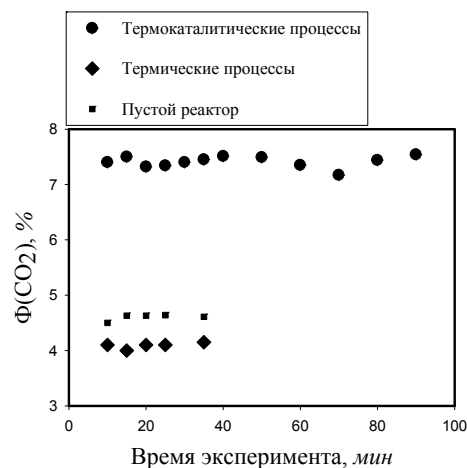 Термокаталитические процессы
Термические процессы
Пустой реактор
8
7
6
5
4
3
0
20
40
60
80
100
Ф(CO2), %
Время эксперимента, мин